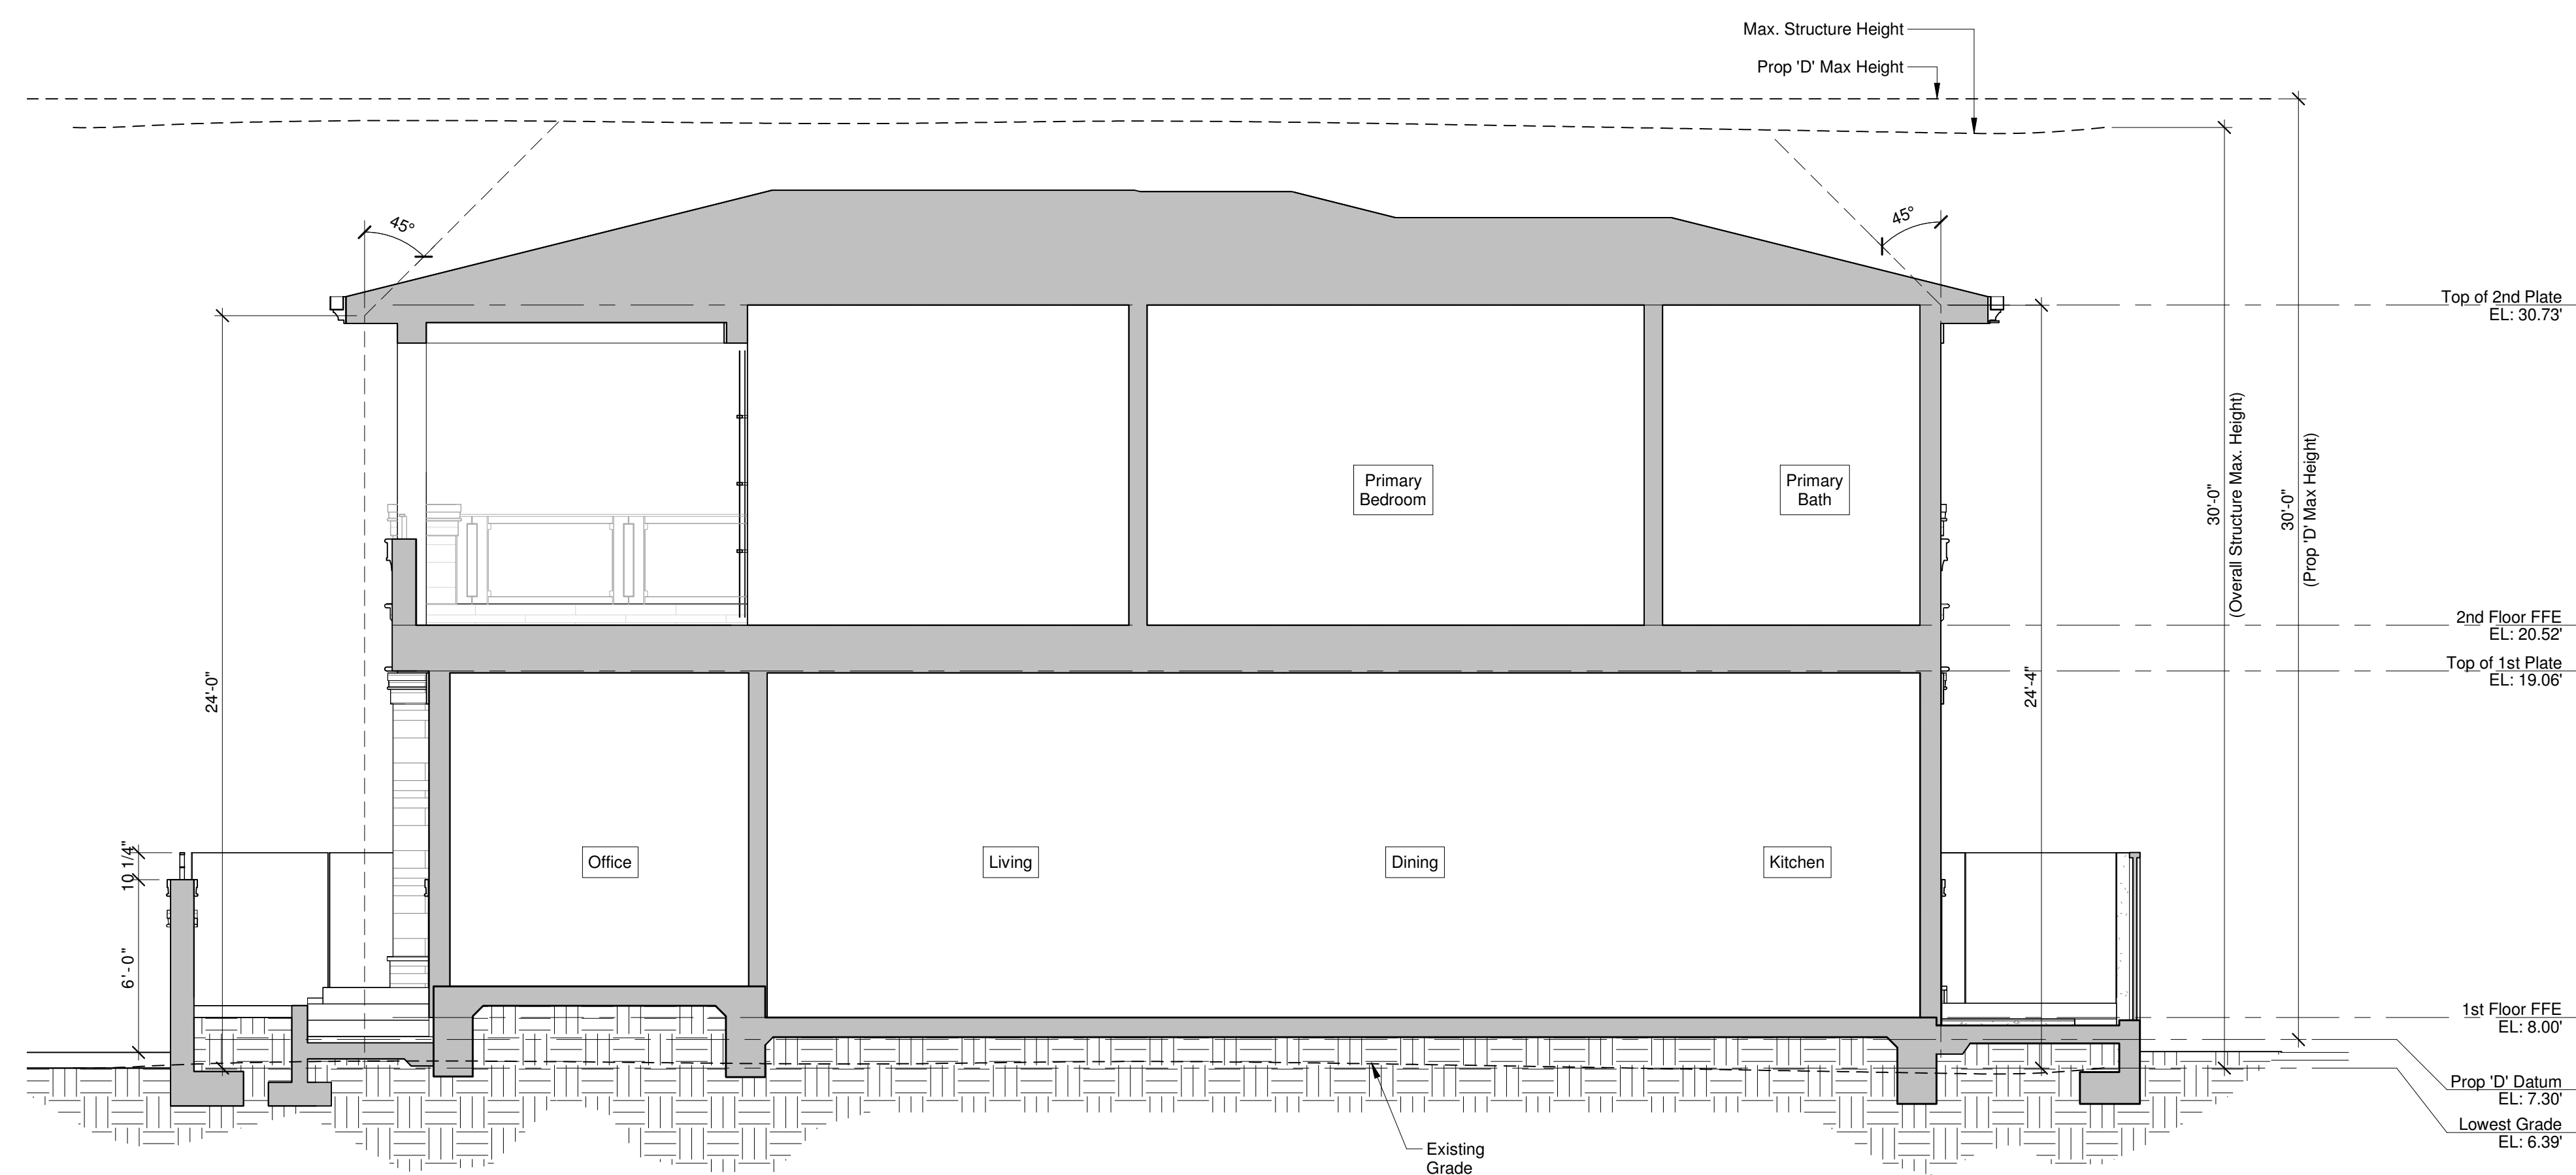 Max. Structure Height
Prop 'D' Max Height
45°
45°
Top of 2nd Plate
EL: 30.73'
Primary
Bedroom
Primary
Bath
30'-0"
(Overall Structure Max. Height)
30'-0"
(Prop 'D' Max Height)
2nd Floor FFE
EL: 20.52'
Top of 1st Plate
EL: 19.06'
24'-0"
24'-4"
10 1/4"
6'-0"
Office
Living
Dining
Kitchen
1st Floor FFE
EL: 8.00'
Prop 'D' Datum
EL: 7.30'
Lowest Grade
EL: 6.39'
Existing
Grade